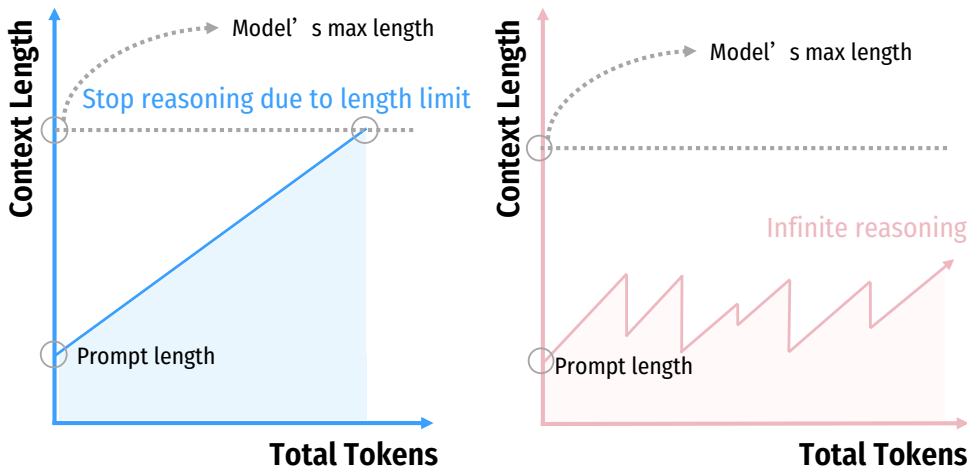 Context Length
Model's max length
Stop reasoning due to length limit
Prompt length
Total Tokens
Context Length
Model's max length
Infinite reasoning
Prompt length
Total Tokens